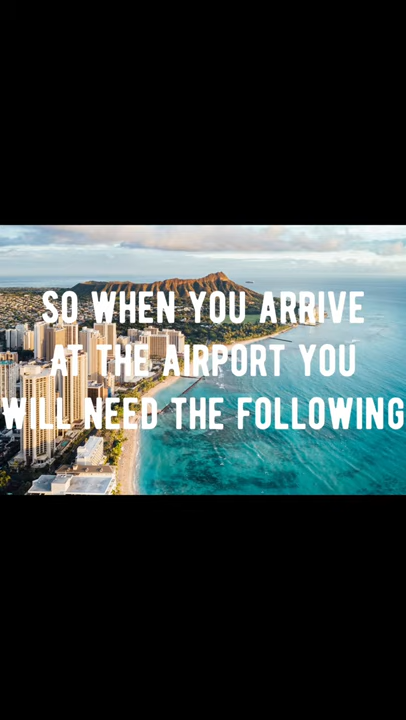 SO WHEN YOU ARRIVE
AT THE AIRPORT YOU
WILL NEED THE FOLLOWING